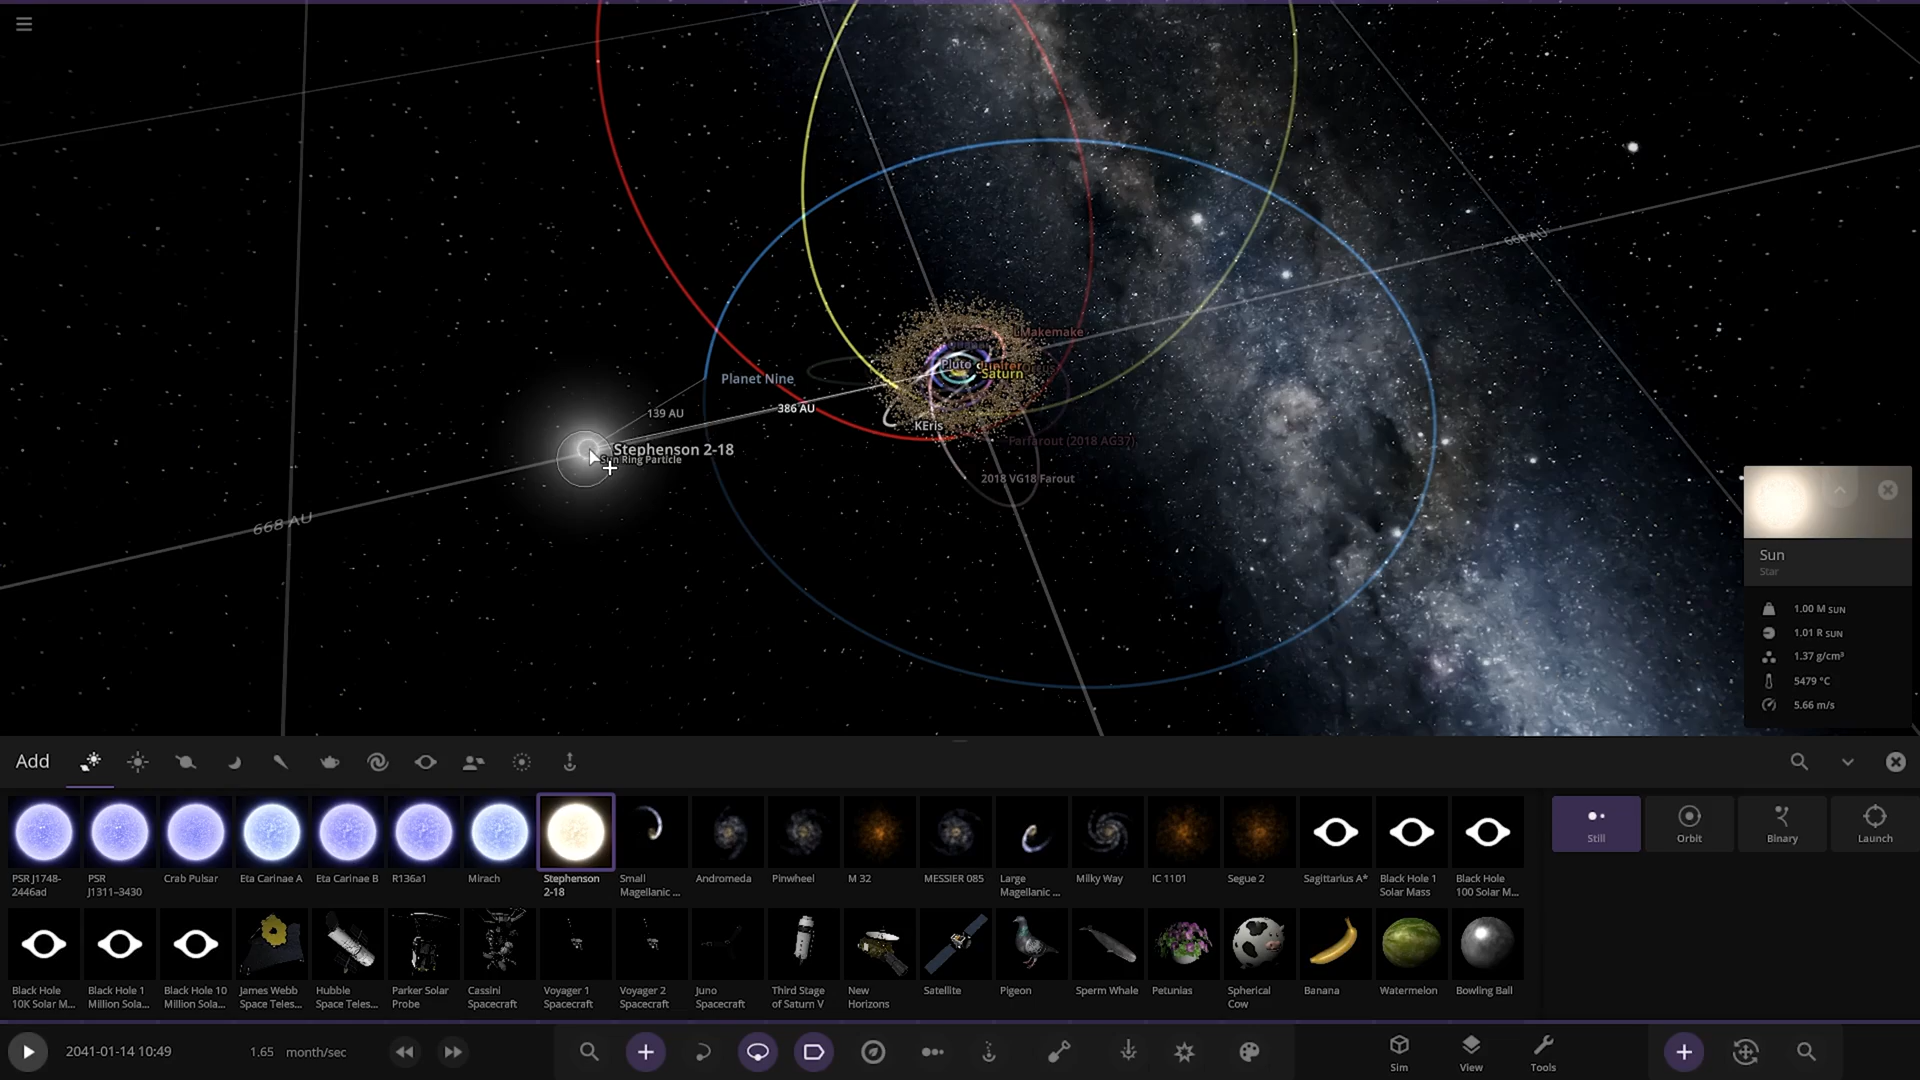 Makemake
Pluto
Jupiter
Saturn
Planet Nine
139 AU
386 AU
668 AU
KEris
Farfarout (2018 AG37)
2018 VG18 Farout
Stephenson 2-18
Sun Ring Particle
668 AU
Sun
Star
1.00 M SUN
1.01 R SUN
1.37 g/cm³
5479 °C
5.66 m/s
Add
PSR J1748-
2446ad
PSR
J1311–3430
Crab Pulsar
Eta Carinae A
Eta Carinae B
R136a1
Mirach
Stephenson
2-18
Small
Magellanic ...
Andromeda
Pinwheel
M 32
MESSIER 085
Large
Magellanic ...
Milky Way
IC 1101
Segue 2
Sagittarius A*
Black Hole 1
Solar Mass
Black Hole
100 Solar M...
Still
Orbit
Binary
Launch
Black Hole
10K Solar M...
Black Hole 1
Million Sola...
Black Hole 10
Million Sola...
James Webb
Space Teles...
Hubble
Space Teles...
Parker Solar
Probe
Cassini
Spacecraft
Voyager 1
Spacecraft
Voyager 2
Spacecraft
Juno
Spacecraft
Third Stage
of Saturn V
New
Horizons
Satellite
Pigeon
Sperm Whale
Petunias
Spherical
Cow
Banana
Watermelon
Bowling Ball
2041-01-14 10:49
1.65 month/sec
Sim
View
Tools